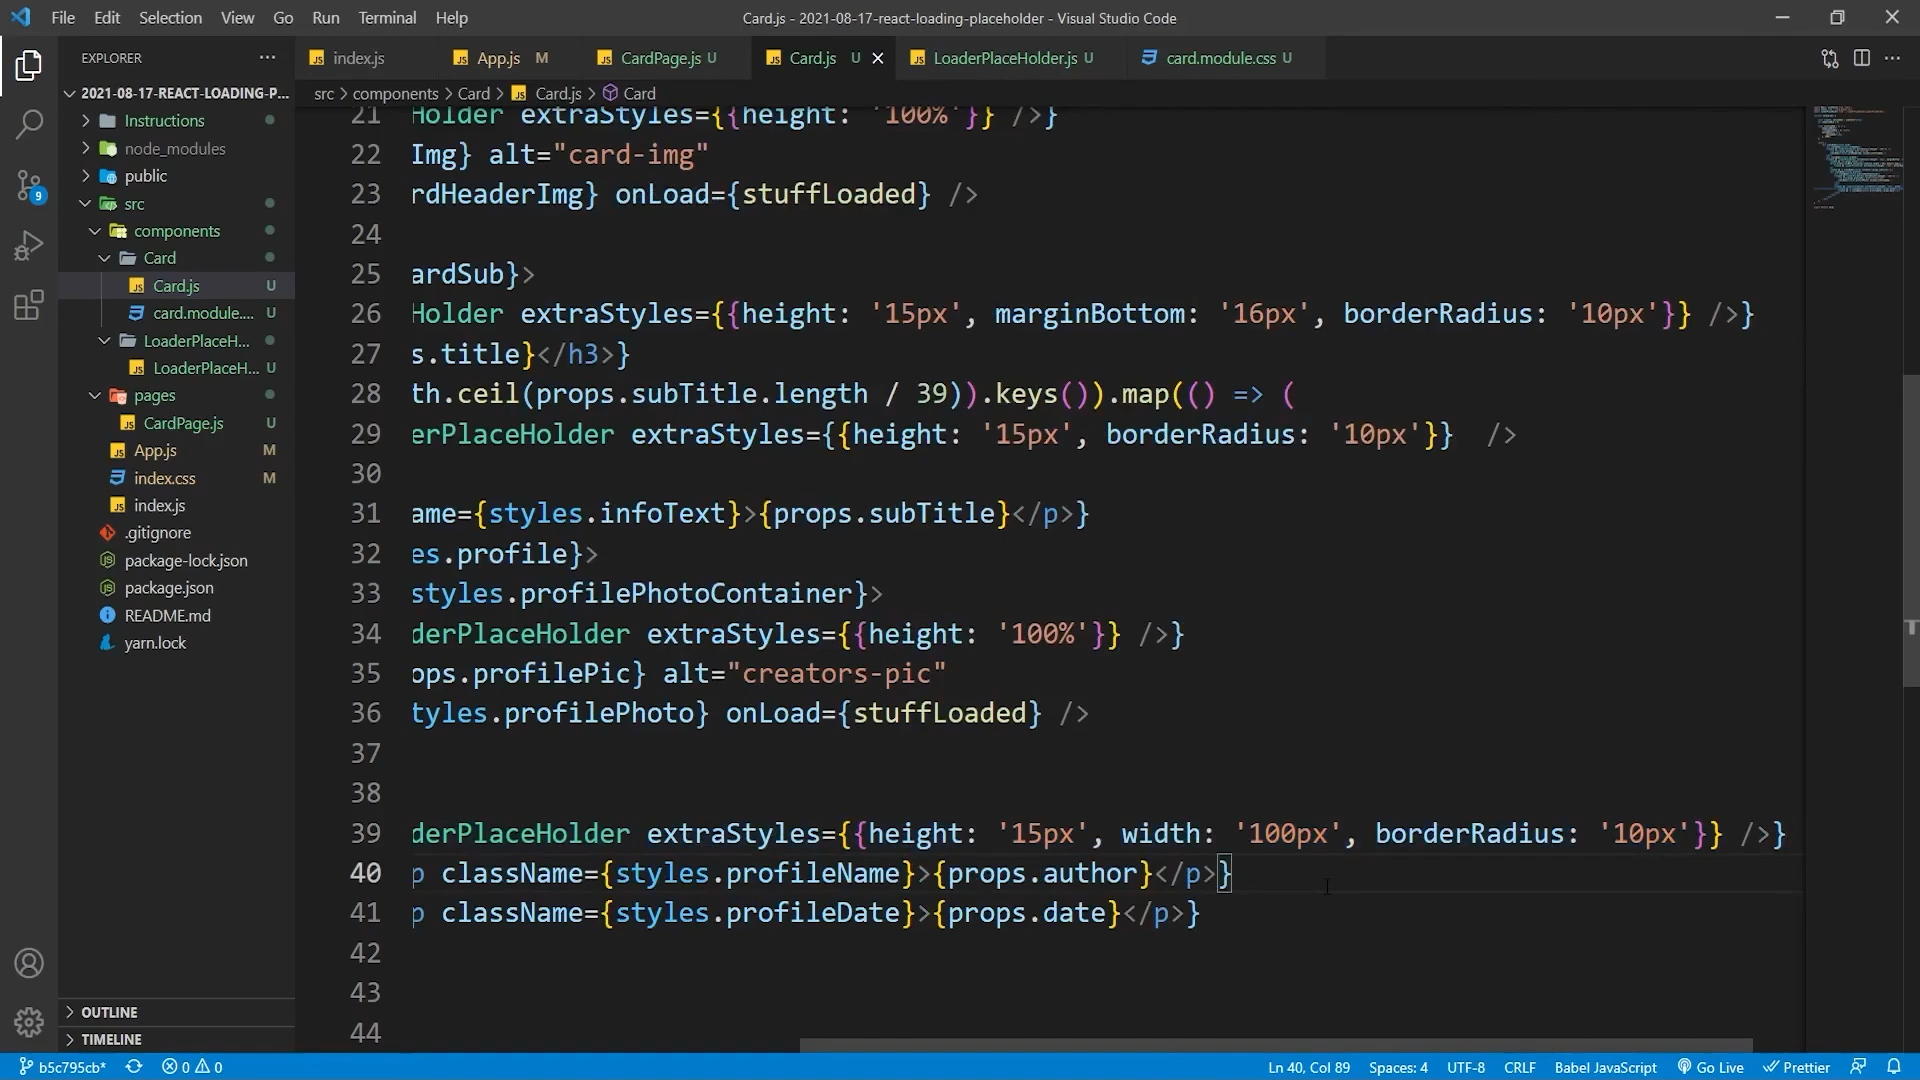 File Edit Selection View Go Run Terminal Help
Card.js - 2021-08-17-react-loading-placeholder - Visual Studio Code
EXPLORER
index.js
App.js M
CardPage.js U
Card.js U
LoaderPlaceHolder.js U
card.module.css U
2021-08-17-REACT-LOADING-P...
src > components > Card > Card.js > Card
Instructions
node_modules
public
src
components
Card
Card.js U
card.module.... U
LoaderPlaceH...
LoaderPlaceH... U
pages
CardPage.js U
App.js M
index.css M
index.js
.gitignore
package-lock.json
package.json
README.md
yarn.lock
9
21 Holder extraStyles={{height: '100%'}} />}
22 Img} alt="card-img"
23 rdHeaderImg} onLoad={stuffLoaded} />
24
25 ardSub}>
26 Holder extraStyles={{height: '15px', marginBottom: '16px', borderRadius: '10px'}} />}
27 s.title}</h3>}
28 th.ceil(props.subTitle.length / 39)).keys()).map(() => (
29 erPlaceHolder extraStyles={{height: '15px', borderRadius: '10px'}}  />
30
31 ame={styles.infoText}>{props.subTitle}</p>}
32 es.profile}>
33 styles.profilePhotoContainer}>
34 derPlaceHolder extraStyles={{height: '100%'}} />}
35 ops.profilePic} alt="creators-pic"
36 tyles.profilePhoto} onLoad={stuffLoaded} />
37
38
39 derPlaceHolder extraStyles={{height: '15px', width: '100px', borderRadius: '10px'}} />}
40 p className={styles.profileName}>{props.author}</p>}
41 p className={styles.profileDate}>{props.date}</p>}
42
43
44
OUTLINE
TIMELINE
b5c795cb* 0 0
Ln 40, Col 89 Spaces: 4 UTF-8 CRLF Babel JavaScript Go Live Prettier